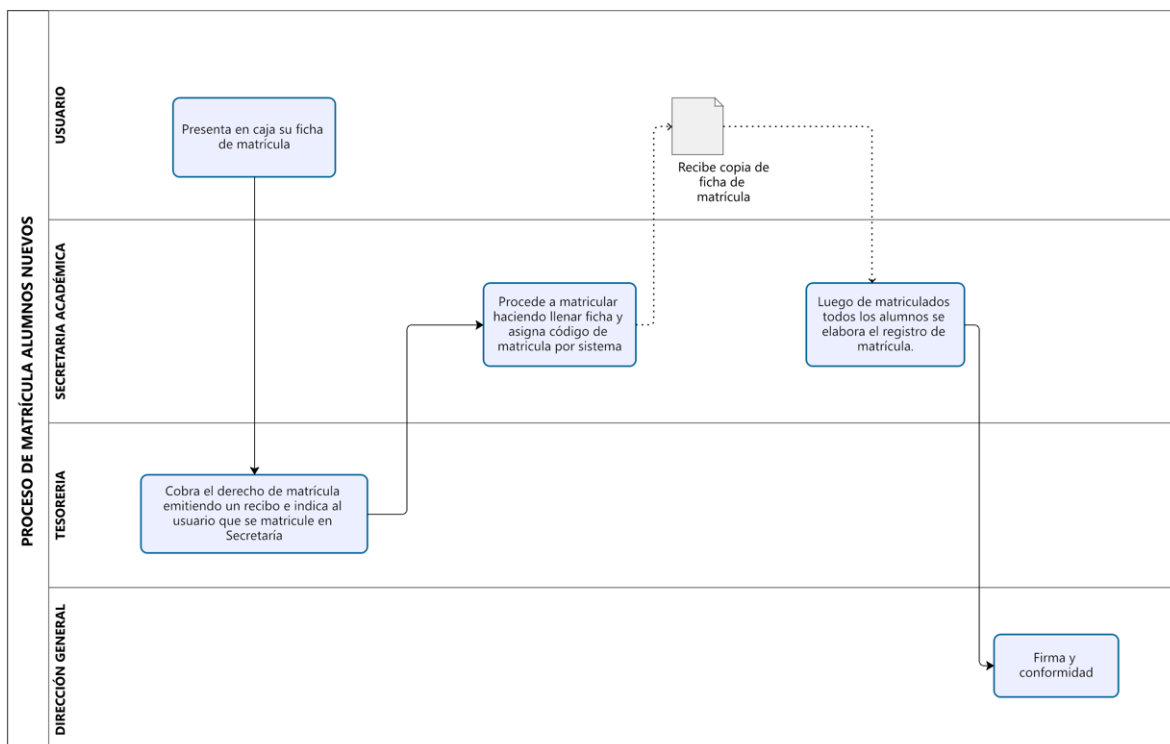 PROCESO DE MATRÍCULA ALUMNOS NUEVOS
USUARIO
Presenta en caja su ficha
de matrícula
Recibe copia de
ficha de
matrícula
SECRETARIA ACADÉMICA
Procede a matricular
haciendo llenar ficha y
asigna código de
matricula por sistema
Luego de matriculados
todos los alumnos se
elabora el registro de
matrícula.
TESORERIA
Cobra el derecho de matrícula
emitiendo un recibo e indica al
usuario que se matricule en
Secretaría
DIRECCIÓN GENERAL
Firma y
conformidad